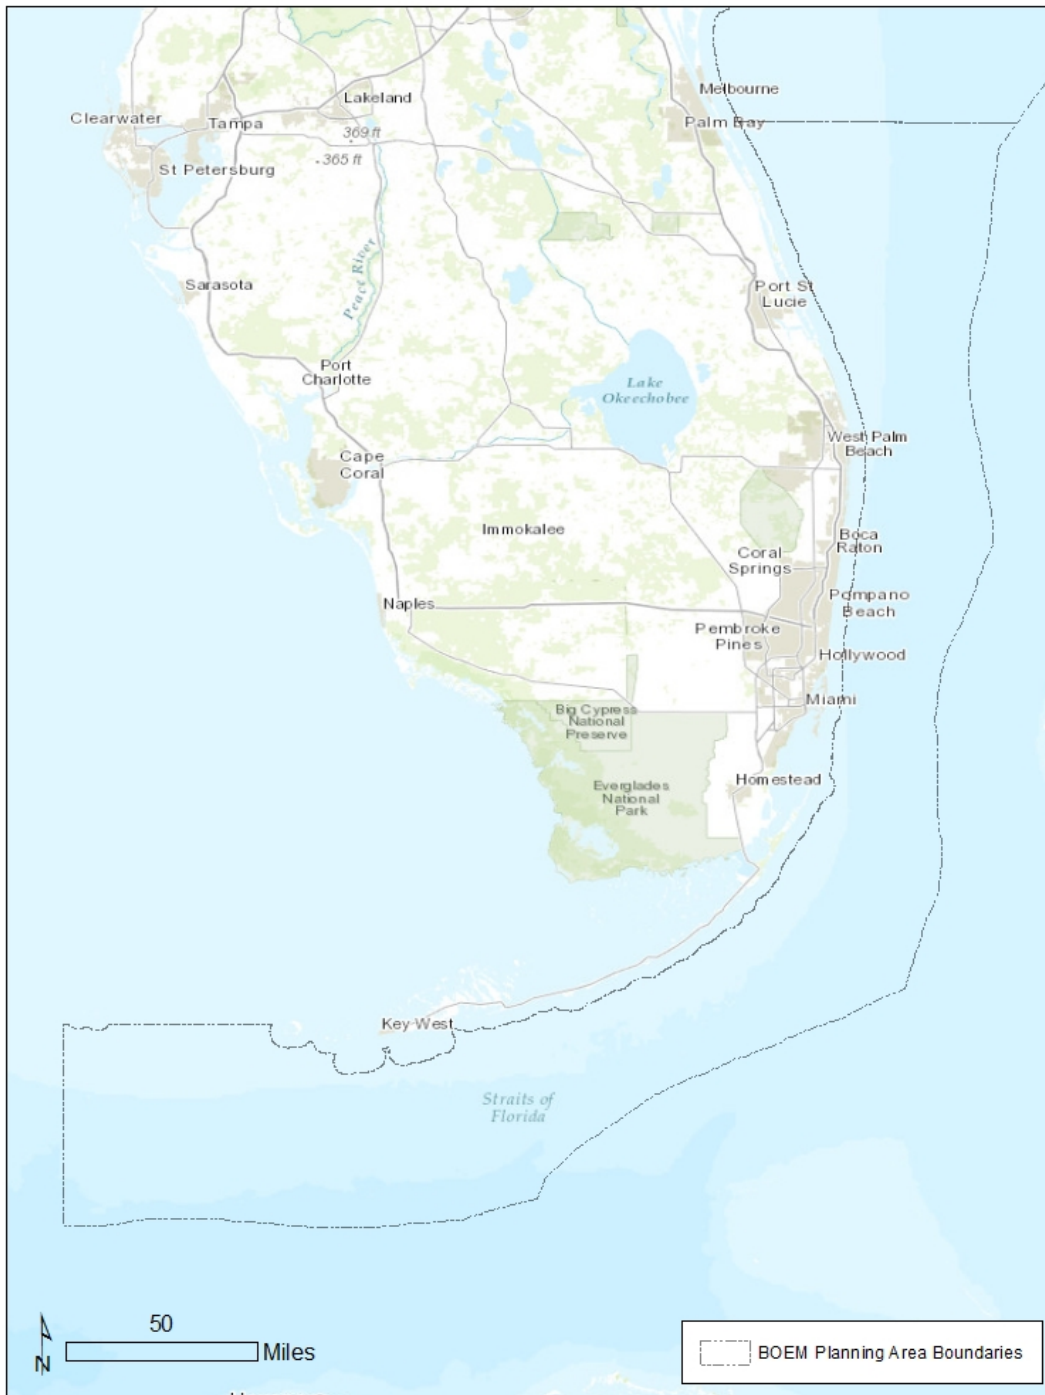 Melbourne
Lakeland
Clearwater
Tampa
Palm Bay
369 ft
365 ft
St Petersburg
Peace River
Sarasota
Port St
Lucie
Port
Charlotte
Lake
Okeechobee
West Palm
Beach
Cape
Coral
Immokalee
Boca
Raton
Coral
Springs
Naples
Pompano
Beach
Pembroke
Pines
Hollywood
Miami
Big Cypress
National
Preserve
Homestead
Everglades
National
Park
Key West
Straits of
Florida
50
Miles
N
BOEM Planning Area Boundaries